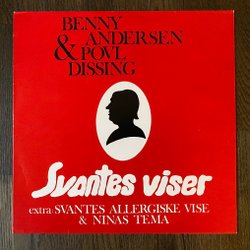 BENNY
ANDERSEN
& POVL
DISSING
Svantes viser
extra: SVANTES ALLERGISKE VISE
& NINAS TEMA